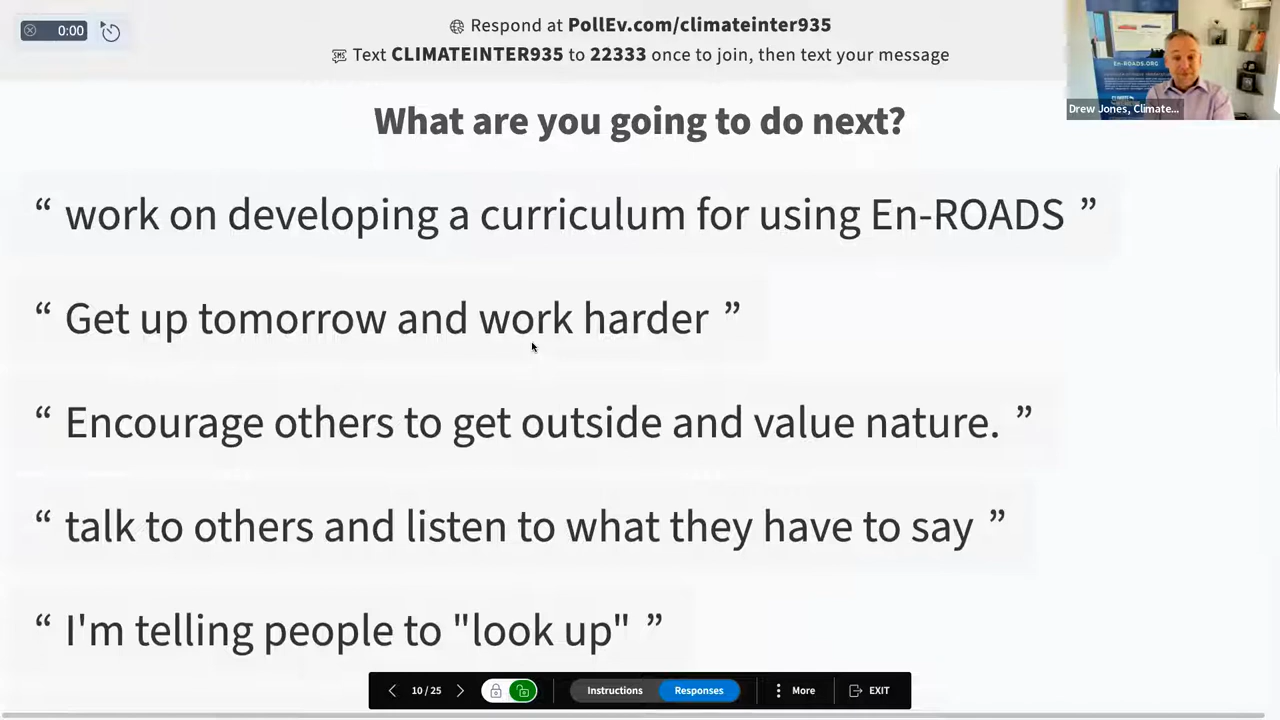 0:00
Respond at PollEv.com/climateinter935
Text CLIMATEINTER935 to 22333 once to join, then text your message
En-ROADS.ORG
Drew Jones, Climate...
What are you going to do next?
“ work on developing a curriculum for using En-ROADS ”
“ Get up tomorrow and work harder ”
“ Encourage others to get outside and value nature. ”
“ talk to others and listen to what they have to say ”
“ I'm telling people to "look up" ”
10 / 25
Instructions
Responses
More
EXIT